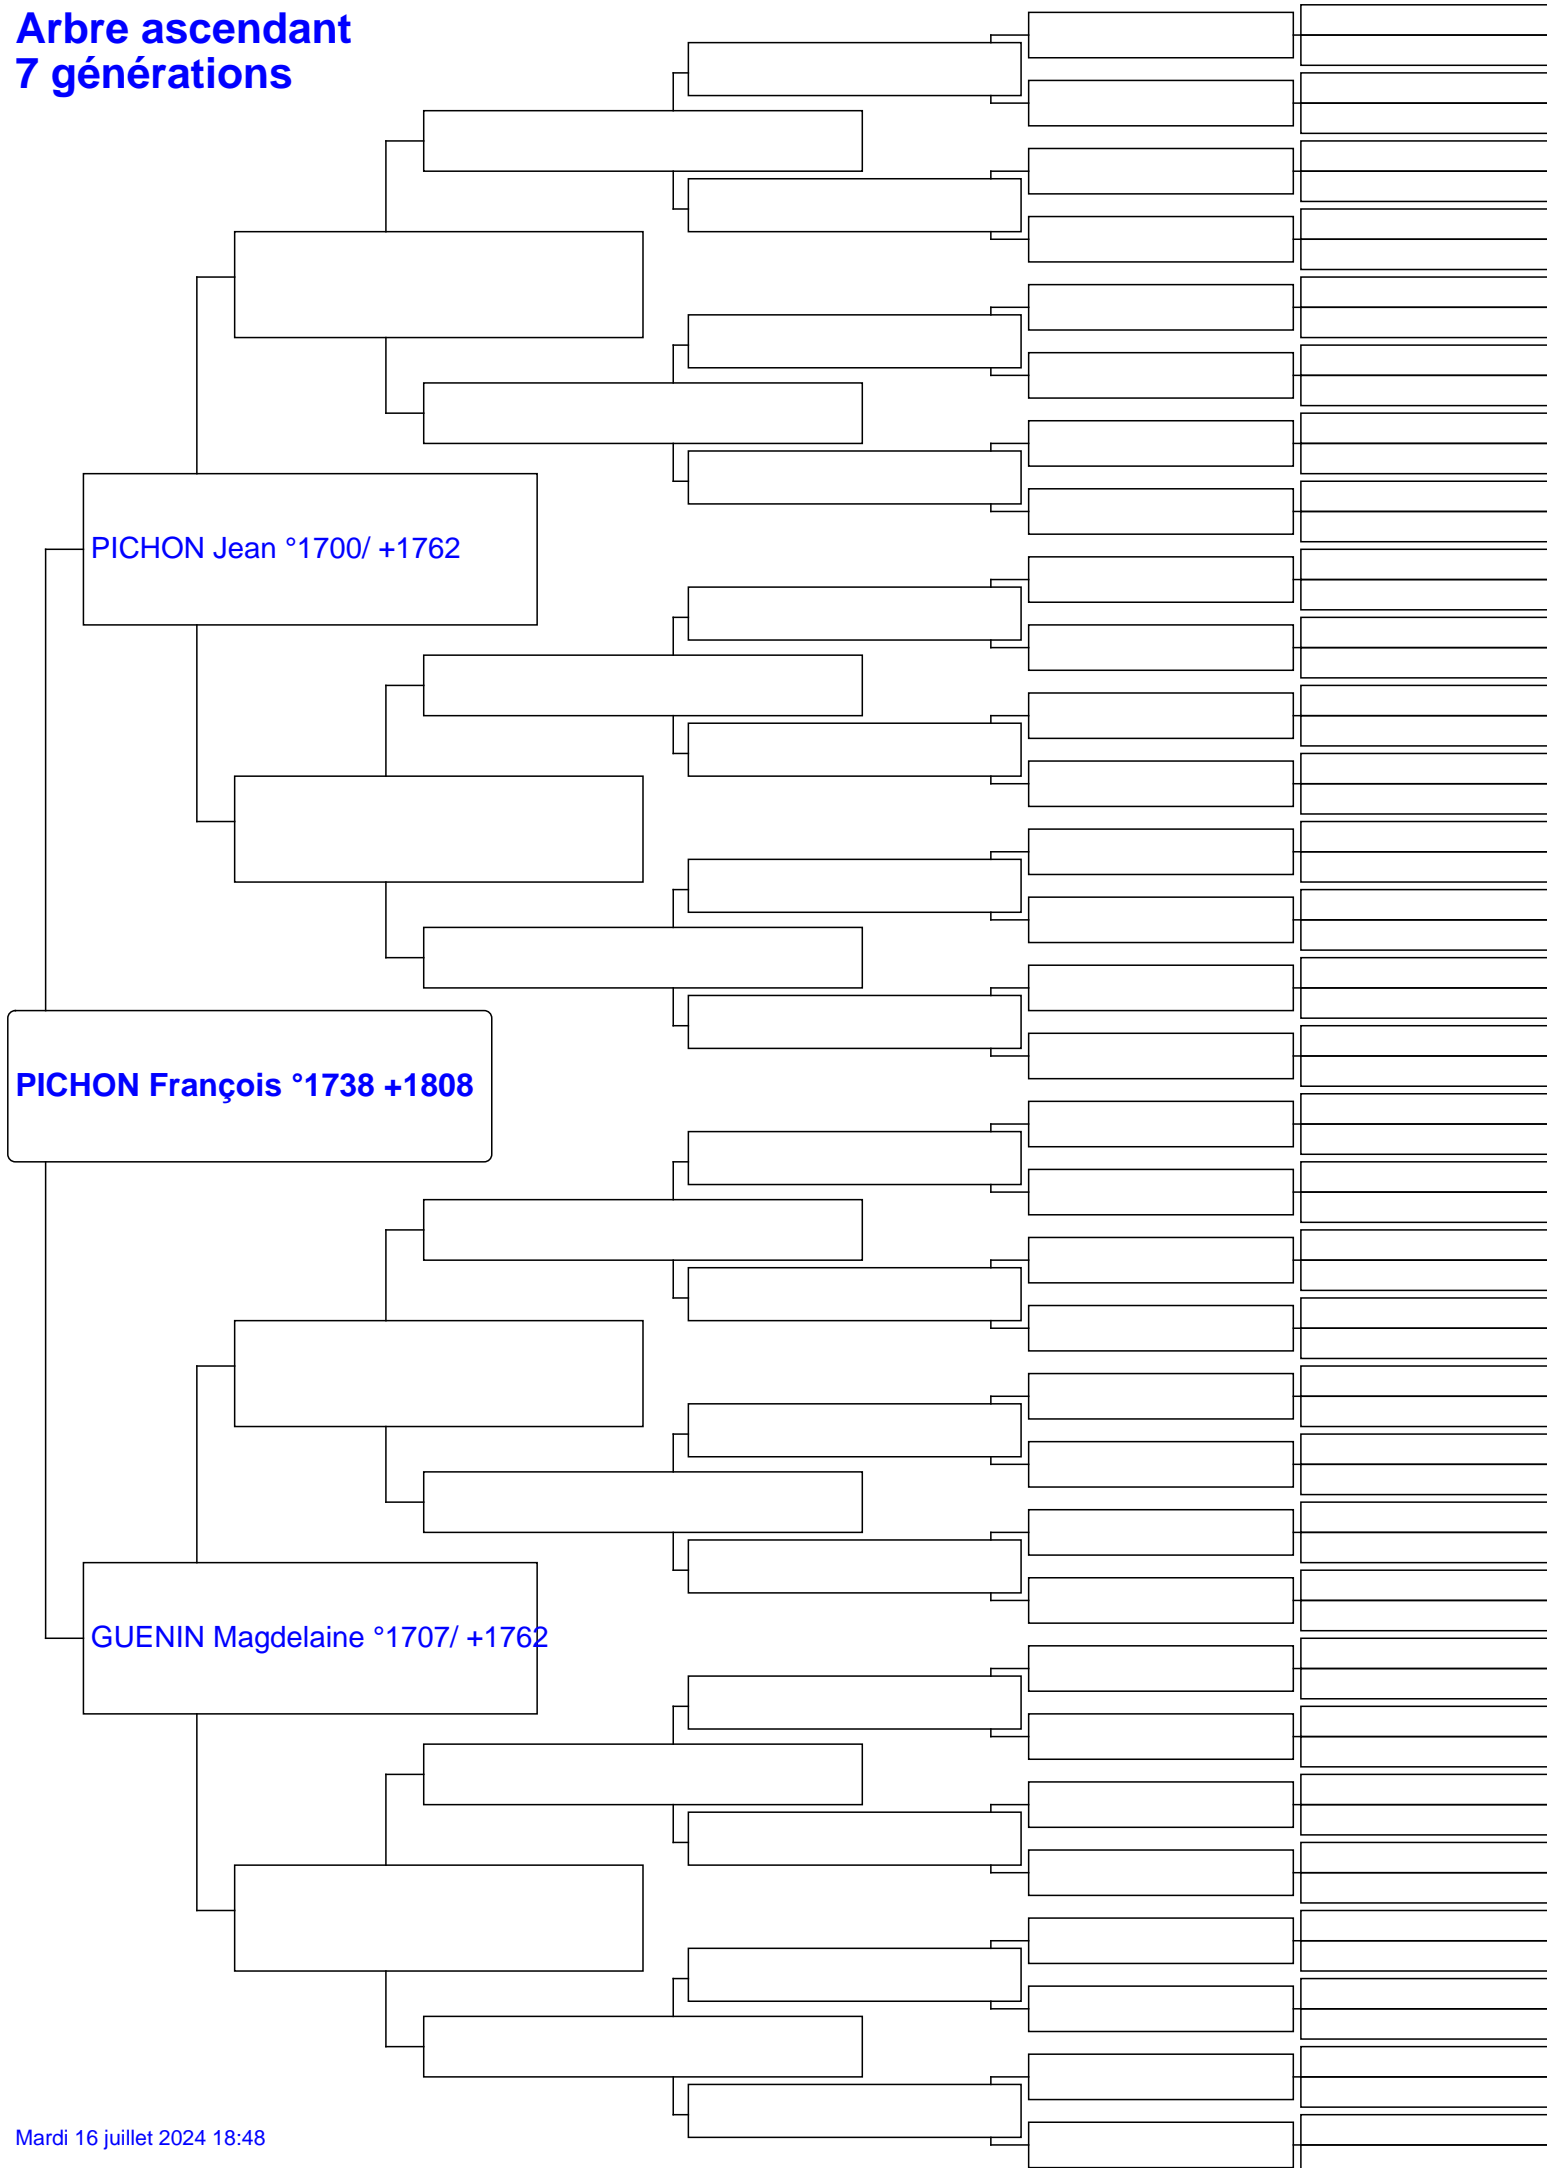 Arbre ascendant
7 générations
PICHON Jean °1700/ +1762
PICHON François °1738 +1808
GUENIN Magdelaine °1707/ +1762
Mardi 16 juillet 2024 18:48